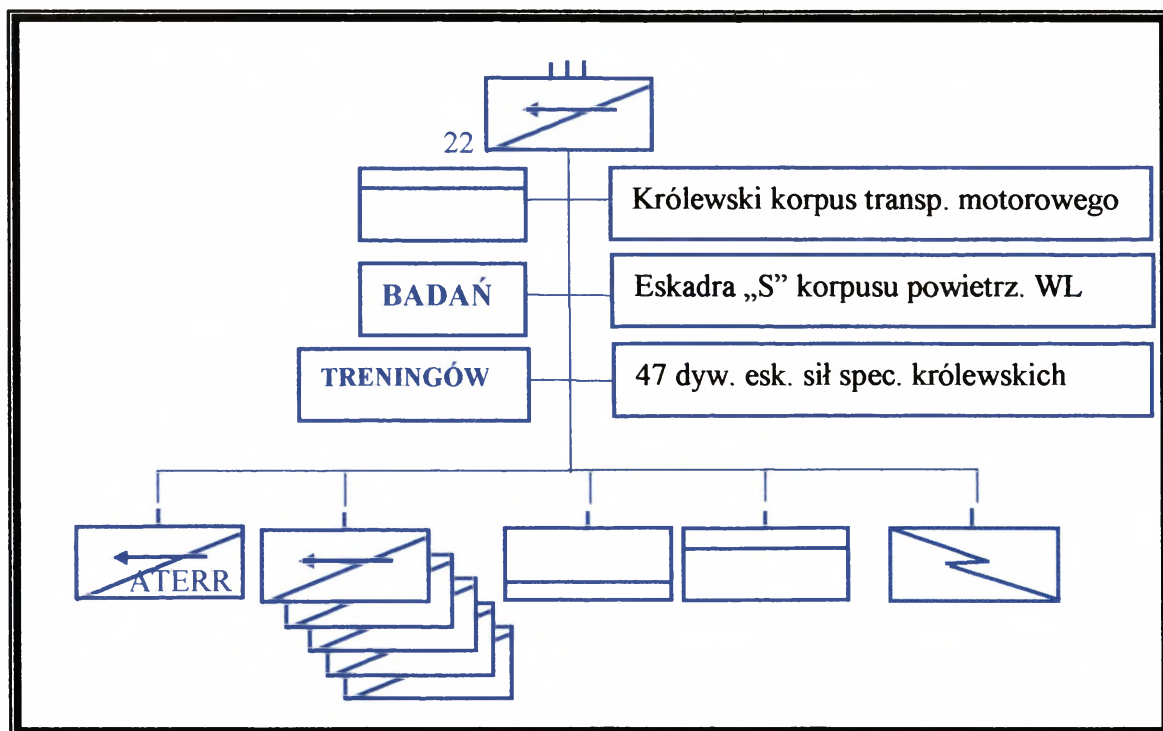 22
Królewski korpus transp. motorowego
BADAŃ
Eskadra „S” korpusu powietrz. WL
TRENINGÓW
47 dyw. esk. sił spec. królewskich
ATERR